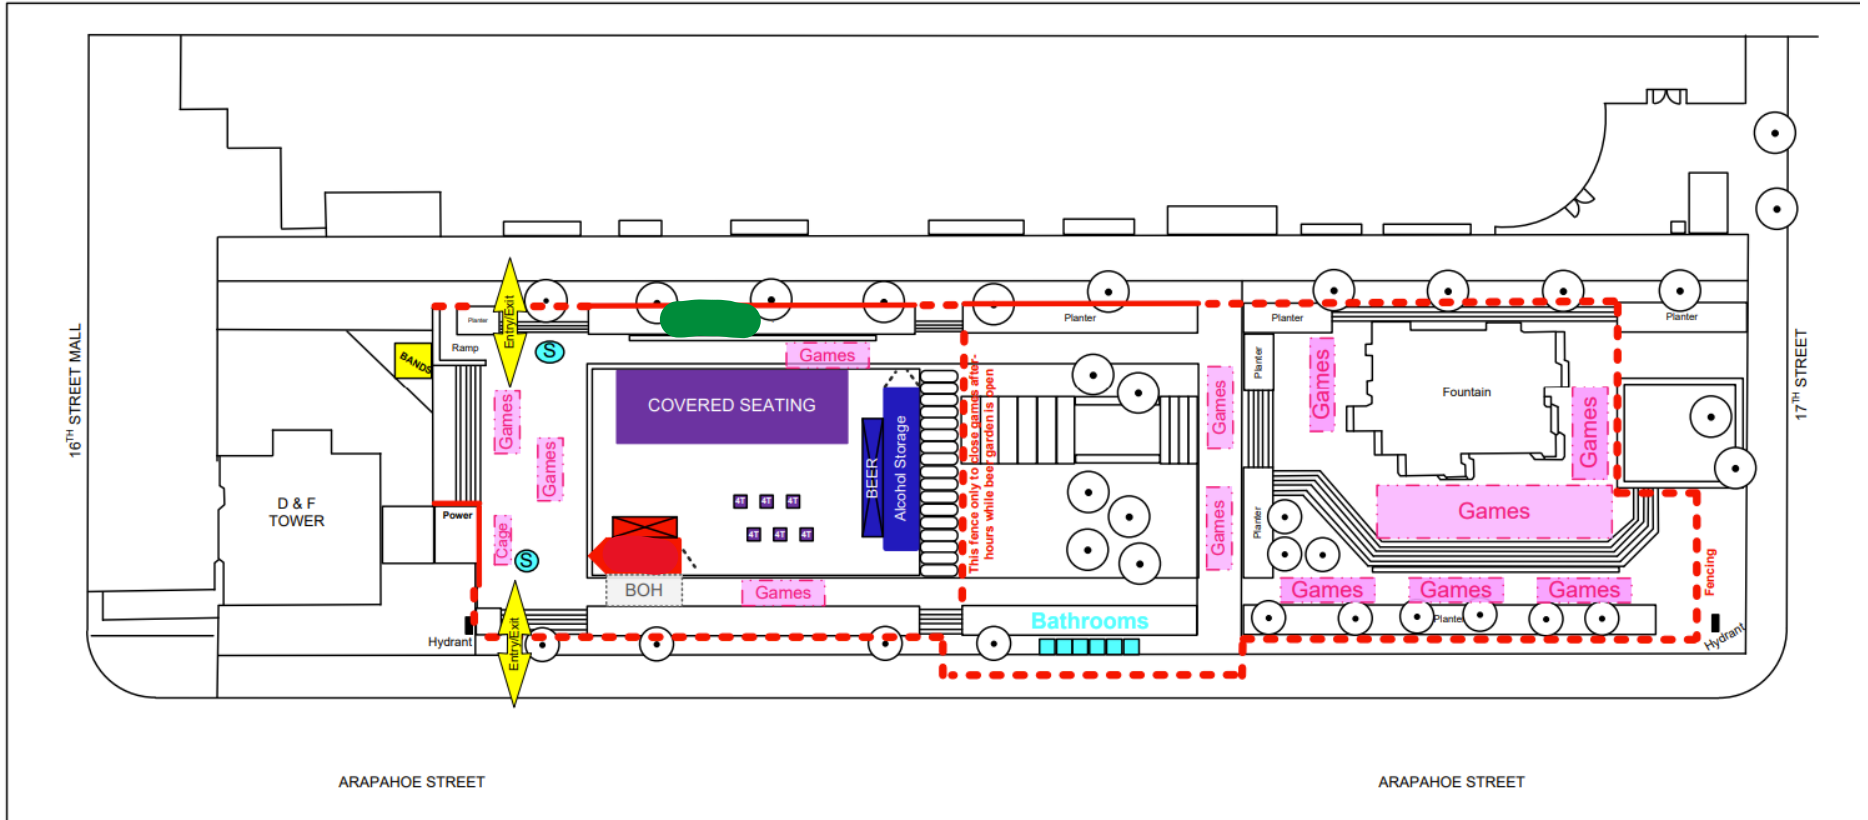 16TH STREET MALL
17TH STREET
Entry/Exit
Planter
Ramp
BANDS
S
Games
Planter
Planter
Planter
COVERED SEATING
Games
Games
Cage
S
Power
D & F
TOWER
BEER
Alcohol Storage
4T 4T 4T
4T 4T 4T
BOH
Games
This fence only to close games after-
hours while beer garden is open
Games
Games
Planter
Planter
Games
Fountain
Games
Games
Games
Games
Games
Planter
Fencing
Hydrant
Bathrooms
Hydrant
Entry/Exit
ARAPAHOE STREET
ARAPAHOE STREET